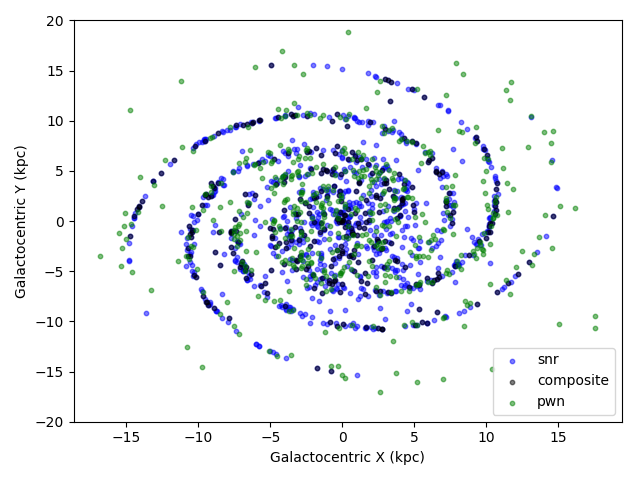 20
15
10
5
0
−5
−10
−15
−20
Galactocentric Y (kpc)
snr
composite
pwn
−15 −10 −5 0 5 10 15
Galactocentric X (kpc)